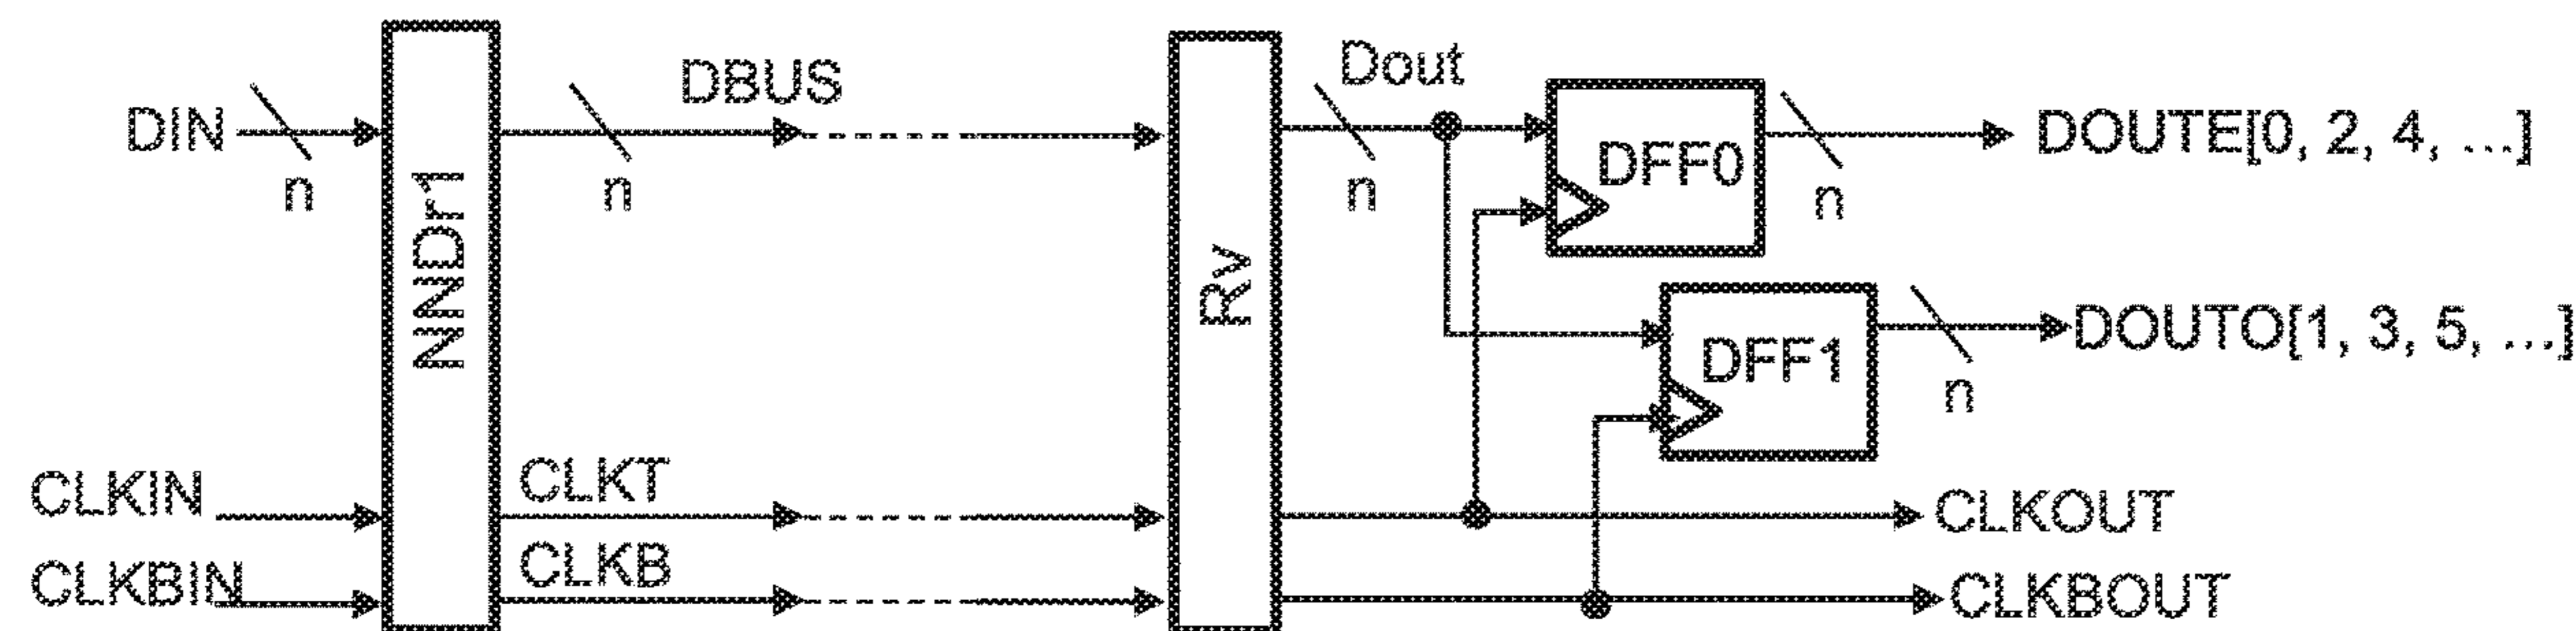 DIN
n
NNDr1
DBUS
n
Rv
Dout
n
DFF0
n
DOUTE[0, 2, 4, ...]
DFF1
n
DOUTO[1, 3, 5, ...]
CLKIN
CLKT
CLKOUT
CLKBIN
CLKB
CLKBOUT